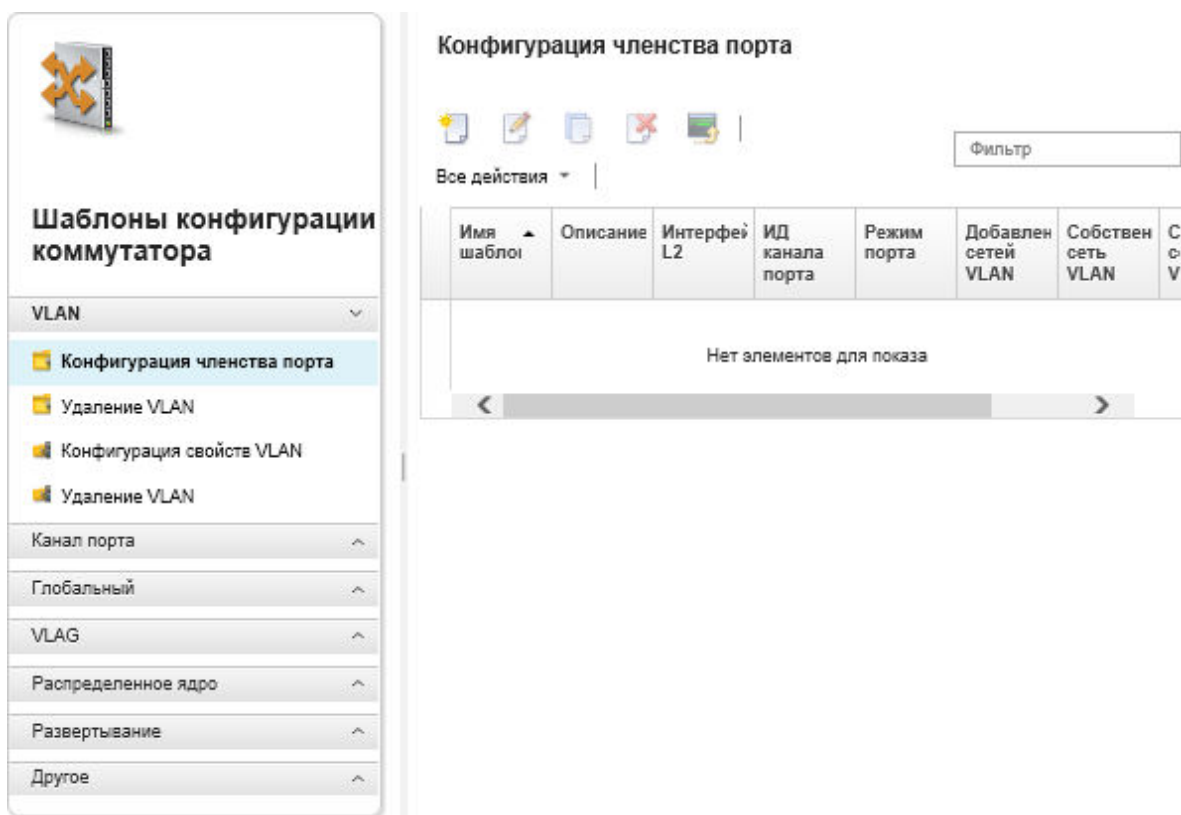 Шаблоны конфигурации
коммутатора
VLAN
Конфигурация членства порта
Удаление VLAN
Конфигурация свойств VLAN
Удаление VLAN
Канал порта
Глобальный
VLAG
Распределенное ядро
Развертывание
Другое
Конфигурация членства порта
Все действия
Фильтр
Имя
шаблоі
Описание
Интерфей
L2
ИД
канала
порта
Режим
порта
Добавлен
сетей
VLAN
Собствен
сеть
VLAN
Нет элементов для показа